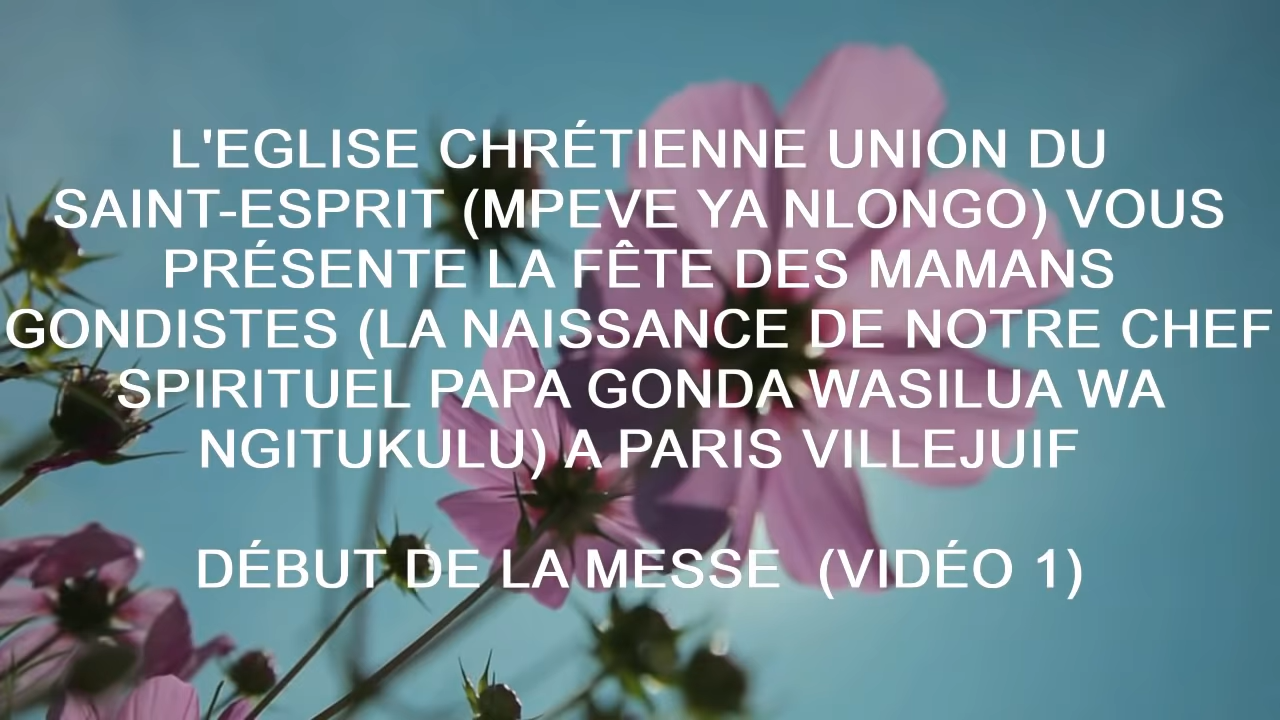 L'EGLISE CHRÉTIENNE UNION DU
SAINT-ESPRIT (MPEVE YA NLONGO) VOUS
PRÉSENTE LA FÊTE DES MAMANS
GONDISTES (LA NAISSANCE DE NOTRE CHEF
SPIRITUEL PAPA GONDA WASILUA WA
NGITUKULU) A PARIS VILLEJUIF
DÉBUT DE LA MESSE (VIDÉO 1)